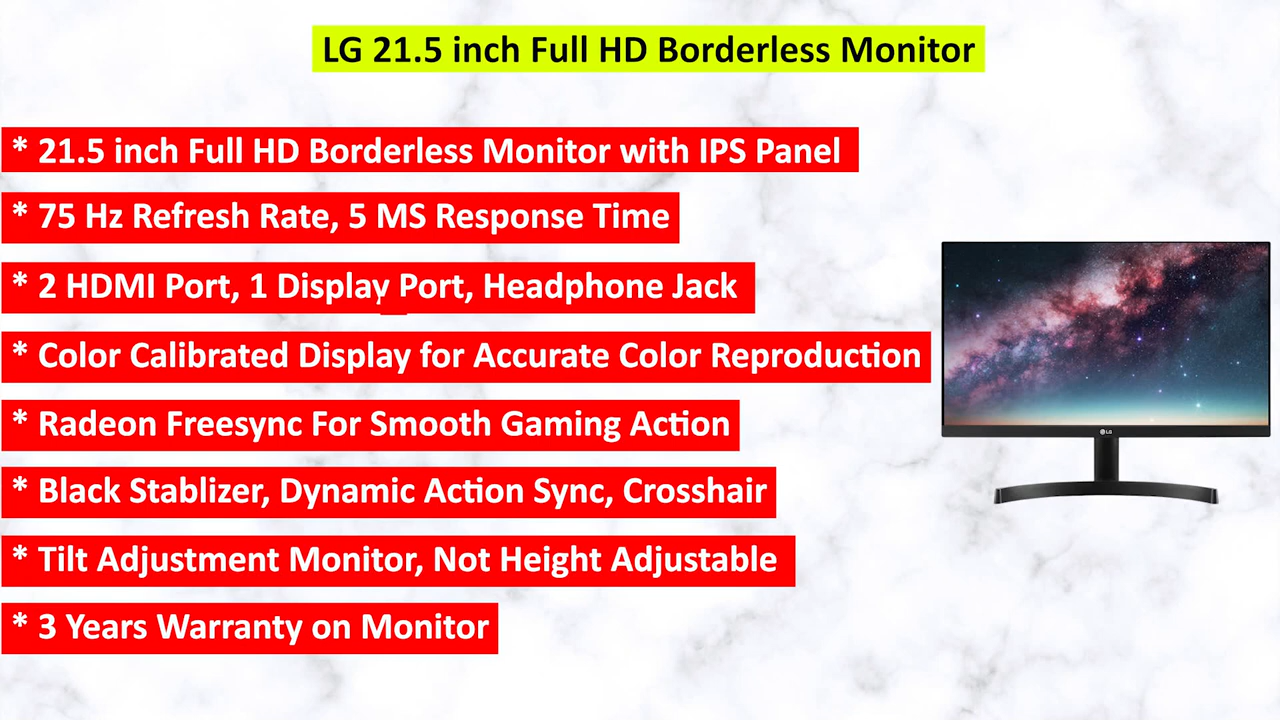 LG 21.5 inch Full HD Borderless Monitor
* 21.5 inch Full HD Borderless Monitor with IPS Panel
* 75 Hz Refresh Rate, 5 MS Response Time
* 2 HDMI Port, 1 Display Port, Headphone Jack
* Color Calibrated Display for Accurate Color Reproduction
* Radeon Freesync For Smooth Gaming Action
* Black Stablizer, Dynamic Action Sync, Crosshair
* Tilt Adjustment Monitor, Not Height Adjustable
* 3 Years Warranty on Monitor
LG